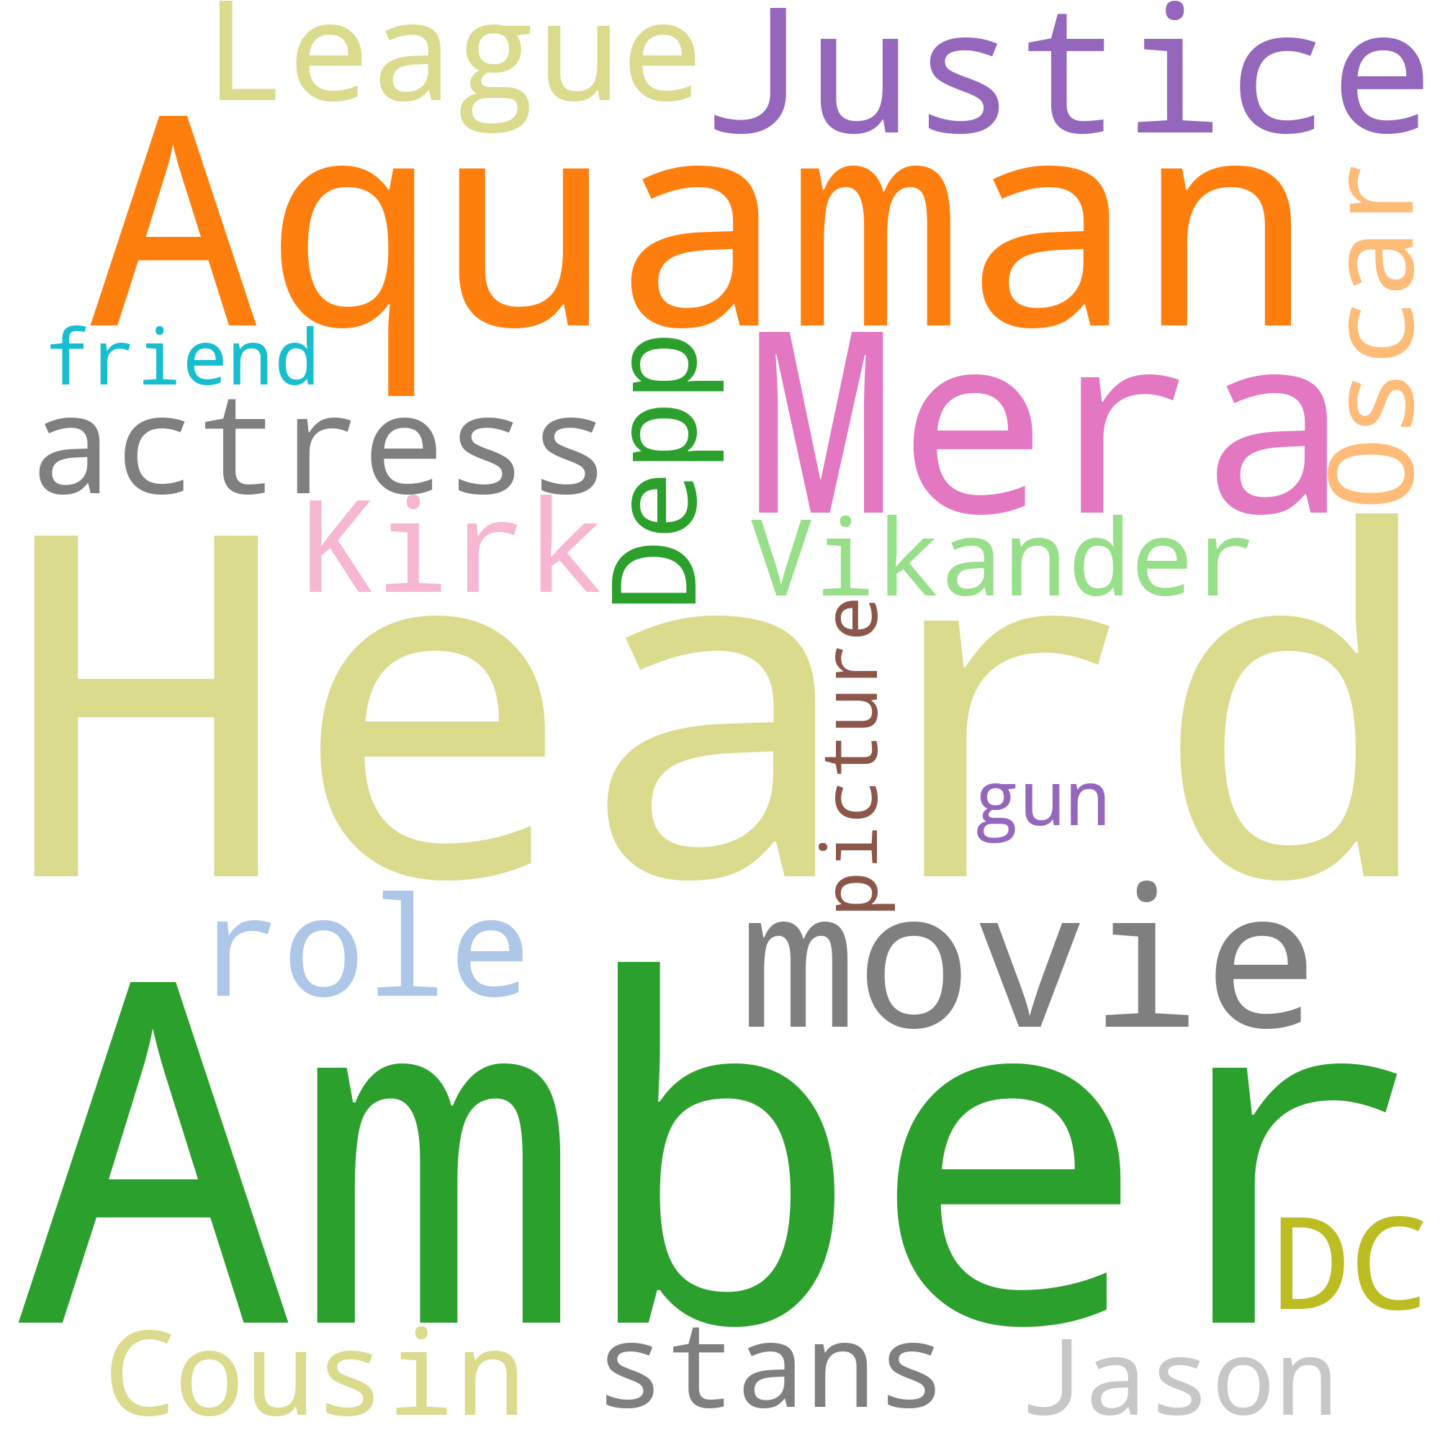 League Justice
Aquaman
Oscar
friend
Depp
Mera
actress
Kirk
Vikander
Heard
picture
gun
role
movie
Amber
DC
Cousin
stans
Jason